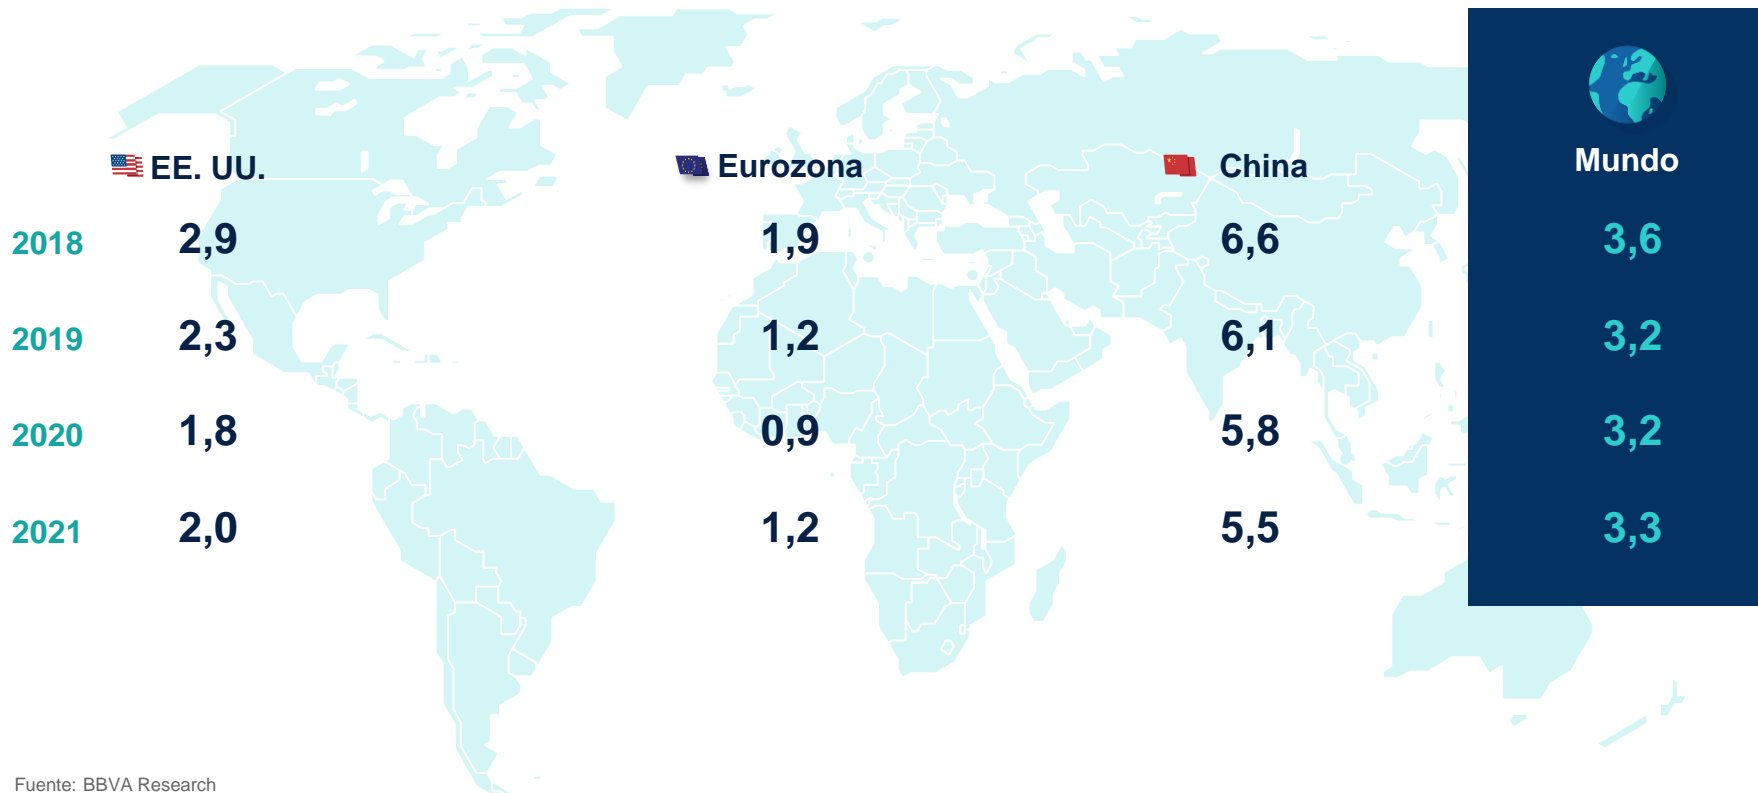 EE. UU. Eurozona China Mundo
2018 2,9 1,9 6,6 3,6
2019 2,3 1,2 6,1 3,2
2020 1,8 0,9 5,8 3,2
2021 2,0 1,2 5,5 3,3
Fuente: BBVA Research